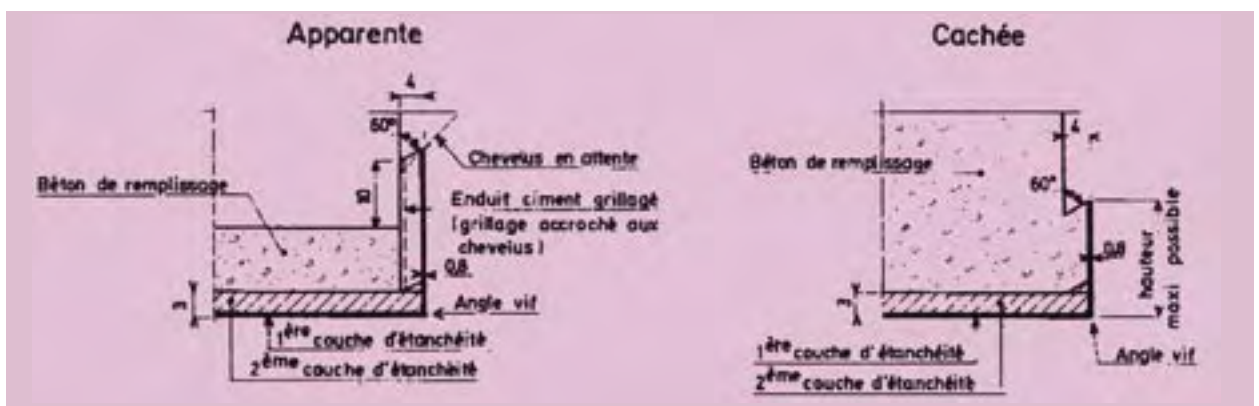 Apparente
4
60°
Chevelus en attente
Béton de remplissage
10
Enduit ciment grillagé
(grillage accroché aux
chevelus)
0,8
3
Angle vif
1ère couche d'étanchéité
2ème couche d'étanchéité
Cachée
4
Béton de remplissage
60°
0,8
hauteur
maxi possible
3
1ère couche d'étanchéité
2ème couche d'étanchéité
Angle vif